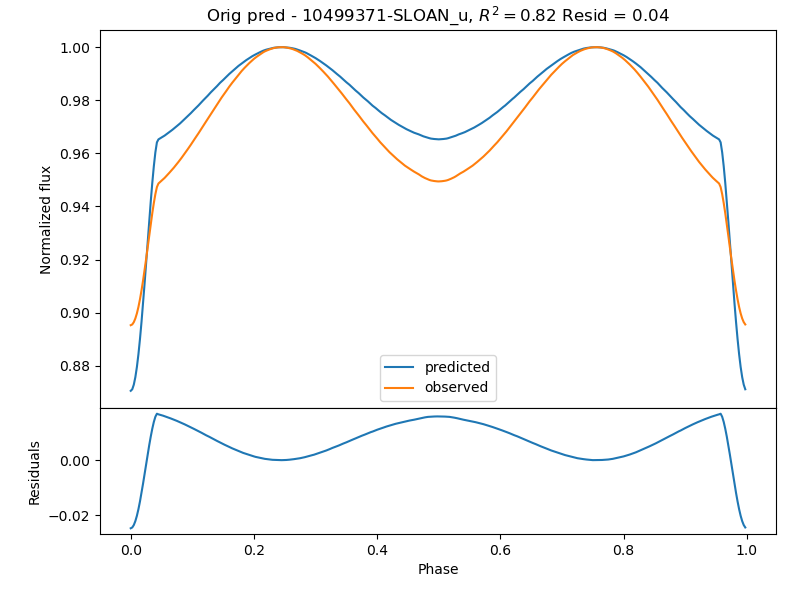 Orig pred - 10499371-SLOAN_u, R² = 0.82 Resid = 0.04
1.00
0.98
0.96
0.94
0.92
0.90
0.88
Normalized flux
predicted
observed
0.00
−0.02
Residuals
0.0 0.2 0.4 0.6 0.8 1.0
Phase